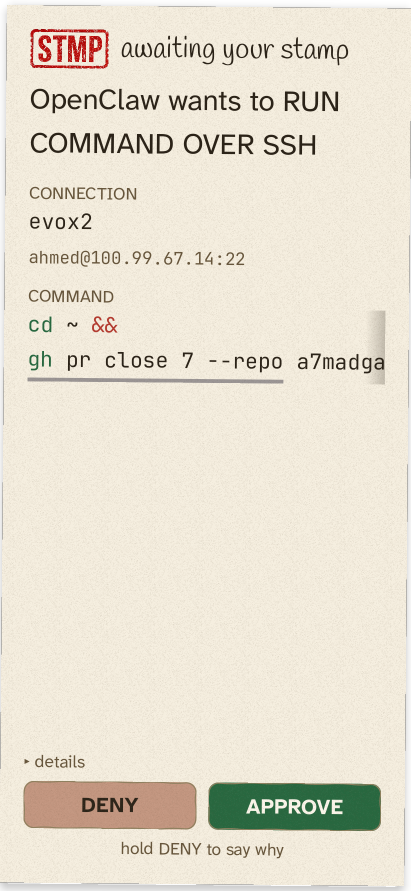 STMP awaiting your stamp
OpenClaw wants to RUN
COMMAND OVER SSH
CONNECTION
evox2
ahmed@100.99.67.14:22
COMMAND
cd ~ &&
gh pr close 7 --repo a7madga
▸ details
DENY APPROVE
hold DENY to say why